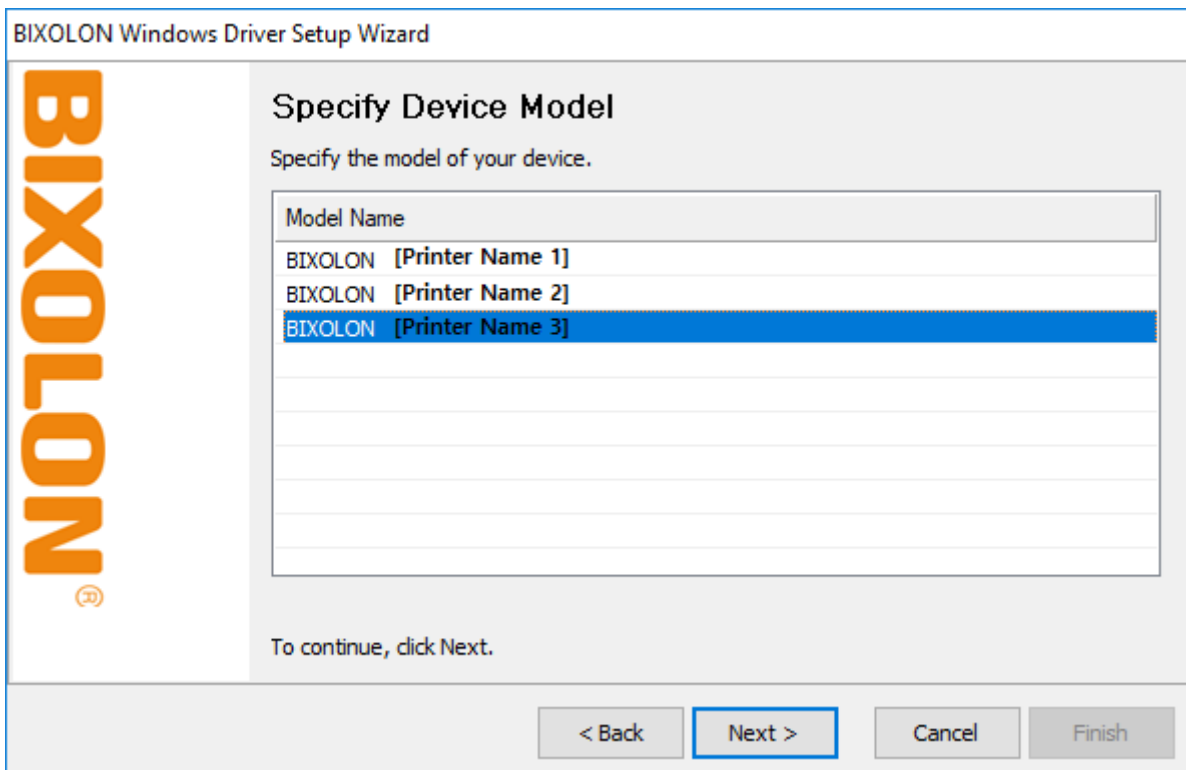 BIXOLON Windows Driver Setup Wizard
BIXOLON®
Specify Device Model
Specify the model of your device.
Model Name
BIXOLON [Printer Name 1]
BIXOLON [Printer Name 2]
BIXOLON [Printer Name 3]
To continue, click Next.
< Back Next > Cancel Finish